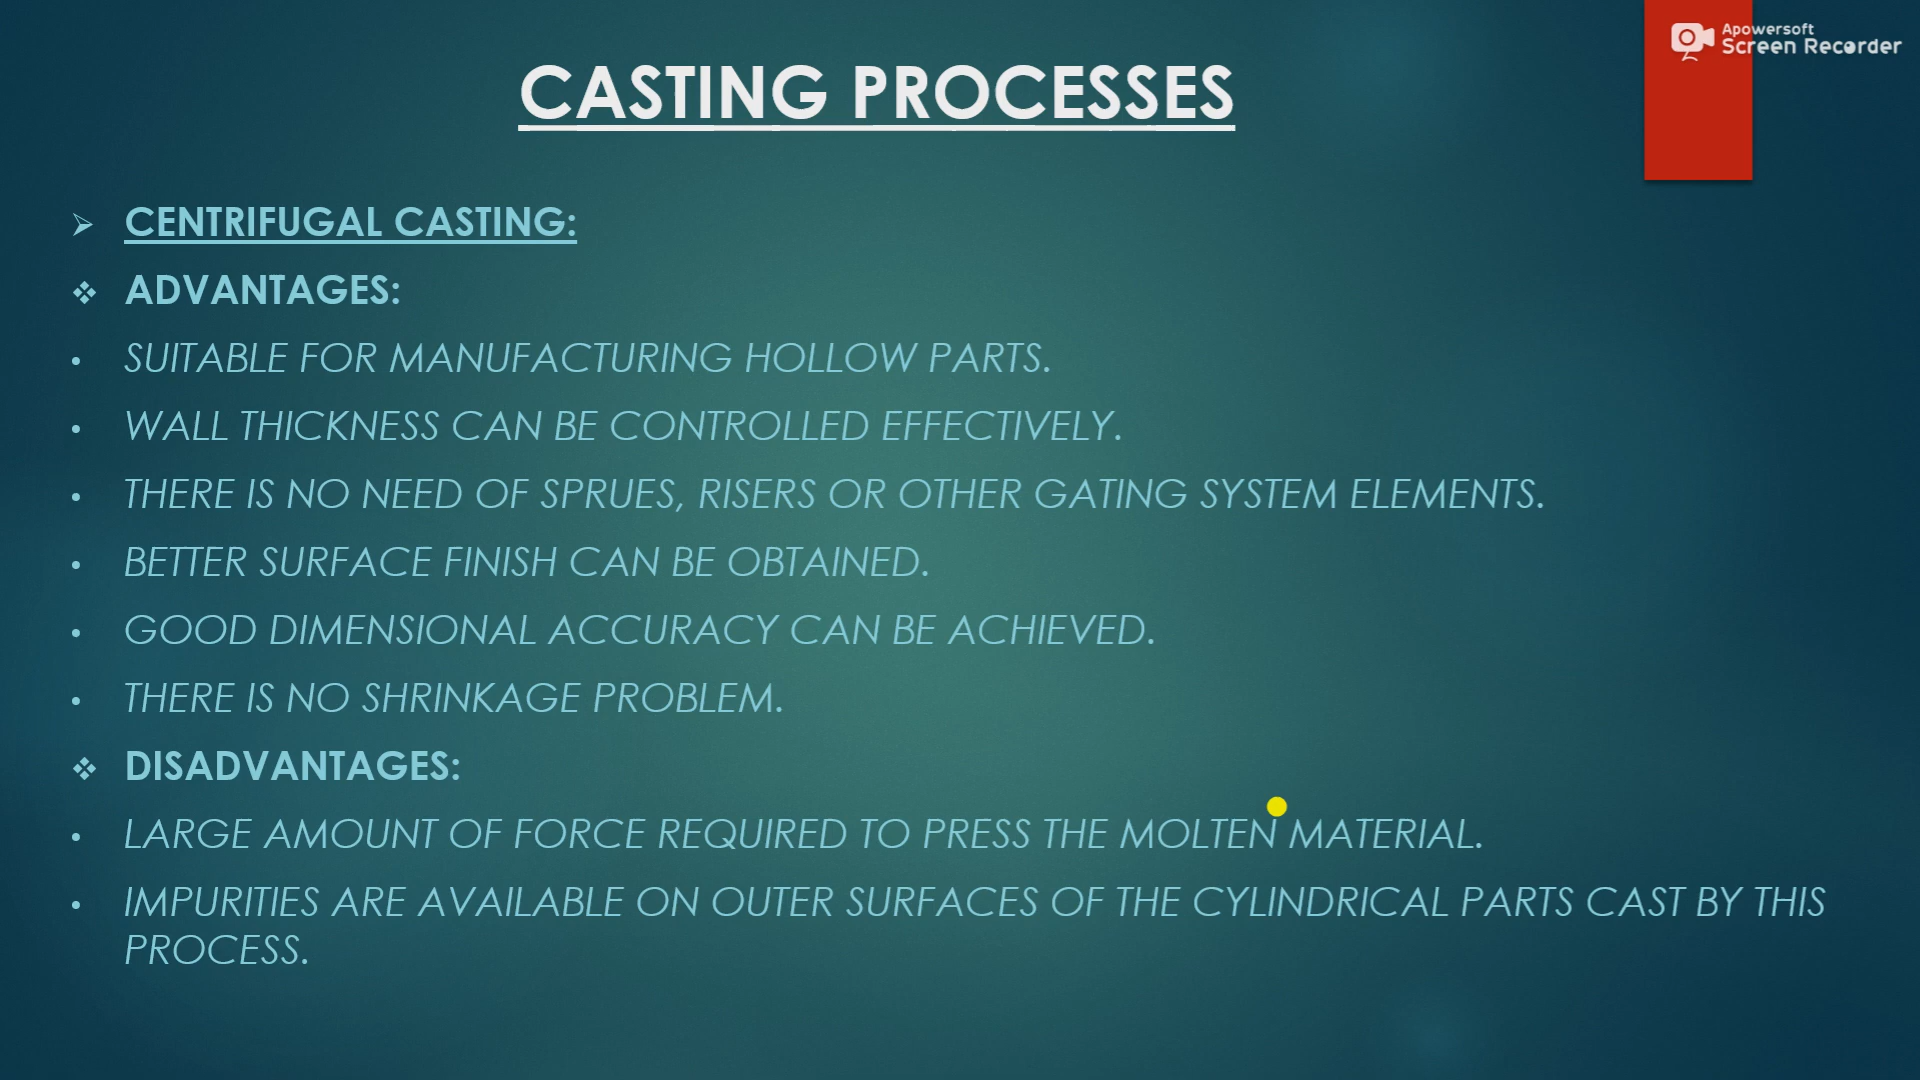 Apowersoft
Screen Recorder
CASTING PROCESSES
CENTRIFUGAL CASTING:
ADVANTAGES:
SUITABLE FOR MANUFACTURING HOLLOW PARTS.
WALL THICKNESS CAN BE CONTROLLED EFFECTIVELY.
THERE IS NO NEED OF SPRUES, RISERS OR OTHER GATING SYSTEM ELEMENTS.
BETTER SURFACE FINISH CAN BE OBTAINED.
GOOD DIMENSIONAL ACCURACY CAN BE ACHIEVED.
THERE IS NO SHRINKAGE PROBLEM.
DISADVANTAGES:
LARGE AMOUNT OF FORCE REQUIRED TO PRESS THE MOLTEN MATERIAL.
IMPURITIES ARE AVAILABLE ON OUTER SURFACES OF THE CYLINDRICAL PARTS CAST BY THIS
PROCESS.